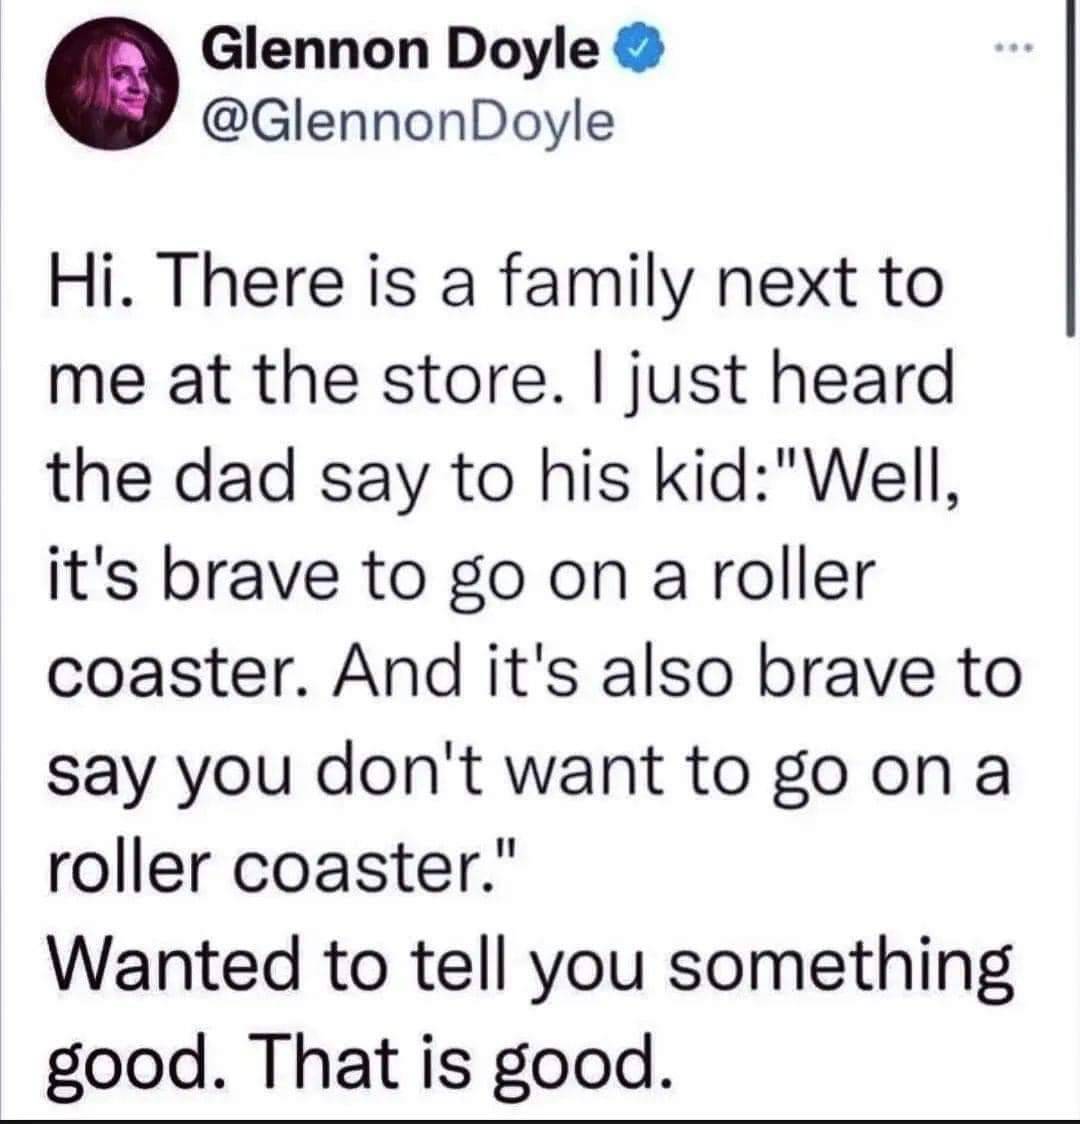 Glennon Doyle
@GlennonDoyle
Hi. There is a family next to
me at the store. I just heard
the dad say to his kid:"Well,
it's brave to go on a roller
coaster. And it's also brave to
say you don't want to go on a
roller coaster."
Wanted to tell you something
good. That is good.